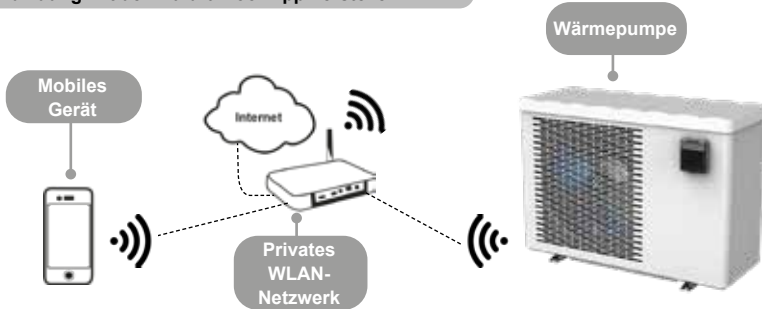 Wärmepumpe
Mobiles
Gerät
Internet
Privates
WLAN-
Netzwerk